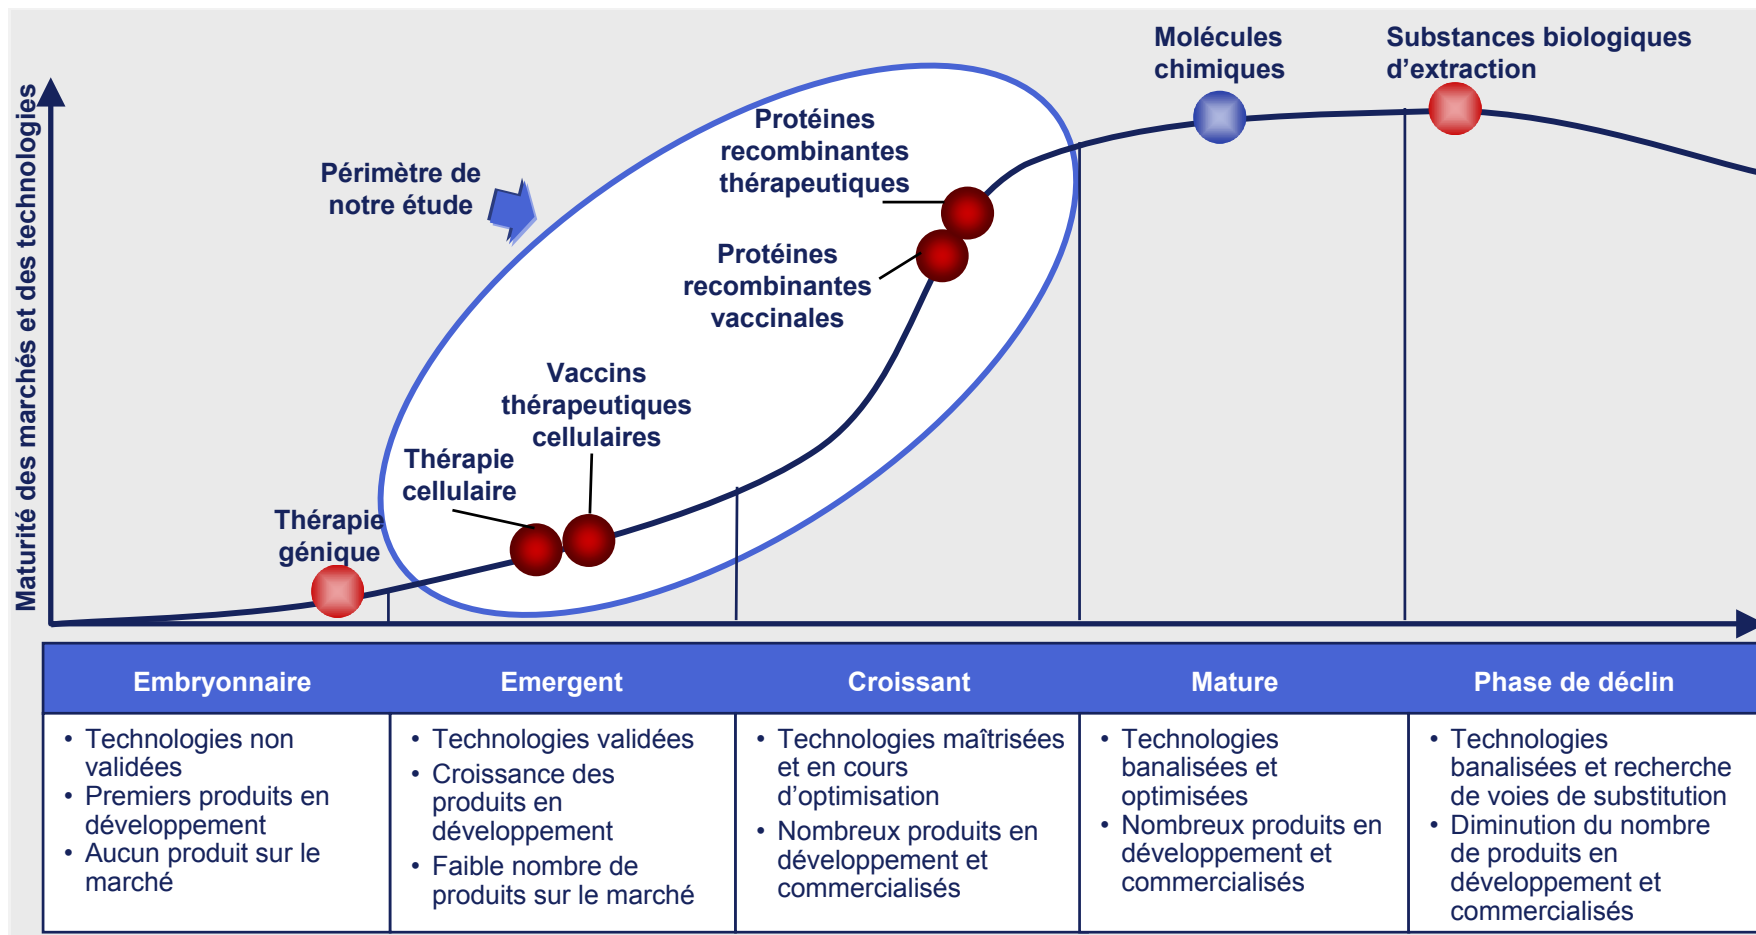 Molécules
chimiques
Substances biologiques
d’extraction
Maturité des marchés et des technologies
Périmètre de
notre étude
Protéines
recombinantes
thérapeutiques
Protéines
recombinantes
vaccinales
Vaccins
thérapeutiques
cellulaires
Thérapie
cellulaire
Thérapie
génique
Embryonnaire
Emergent
Croissant
Mature
Phase de déclin
• Technologies non
validées
• Premiers produits en
développement
• Aucun produit sur le
marché
• Technologies validées
• Croissance des
produits en
développement
• Faible nombre de
produits sur le marché
• Technologies maîtrisées
et en cours
d’optimisation
• Nombreux produits en
développement et
commercialisés
• Technologies
banalisées et
optimisées
• Nombreux produits en
développement et
commercialisés
• Technologies
banalisées et recherche
de voies de substitution
• Diminution du nombre
de produits en
développement et
commercialisés